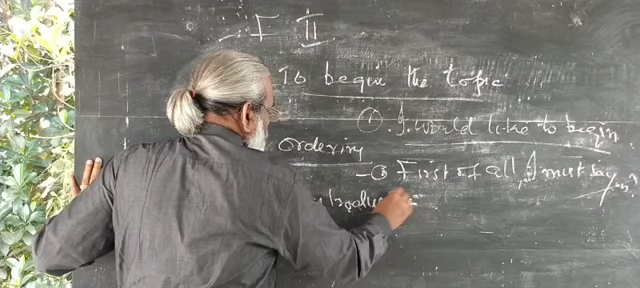 I II
To begin the topic
① I would like to begin
ordering
- ② First of all, I must say